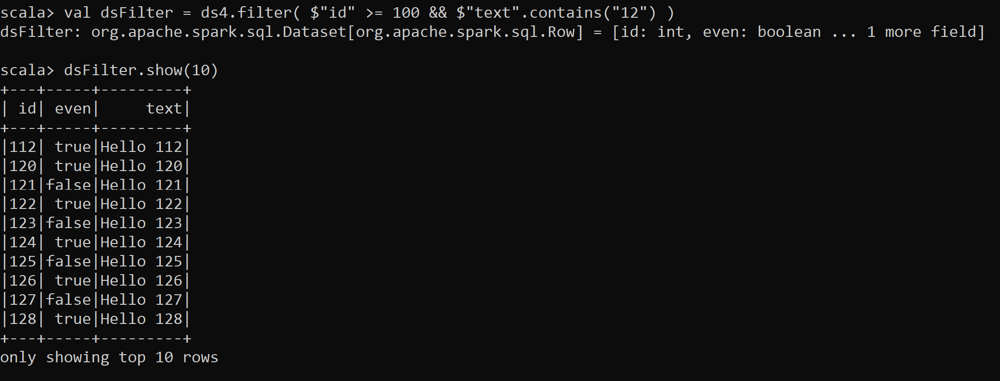 scala> val dsFilter = ds4.filter( $"id" >= 100 && $"text".contains("12") )
dsFilter: org.apache.spark.sql.Dataset[org.apache.spark.sql.Row] = [id: int, even: boolean ... 1 more field]

scala> dsFilter.show(10)
+---+-----+---------+
| id| even|     text|
+---+-----+---------+
|112| true|Hello 112|
|120| true|Hello 120|
|121|false|Hello 121|
|122| true|Hello 122|
|123|false|Hello 123|
|124| true|Hello 124|
|125|false|Hello 125|
|126| true|Hello 126|
|127|false|Hello 127|
|128| true|Hello 128|
+---+-----+---------+
only showing top 10 rows